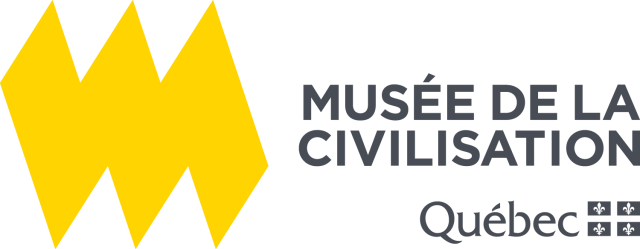 MUSÉE DE LA
CIVILISATION
Québec